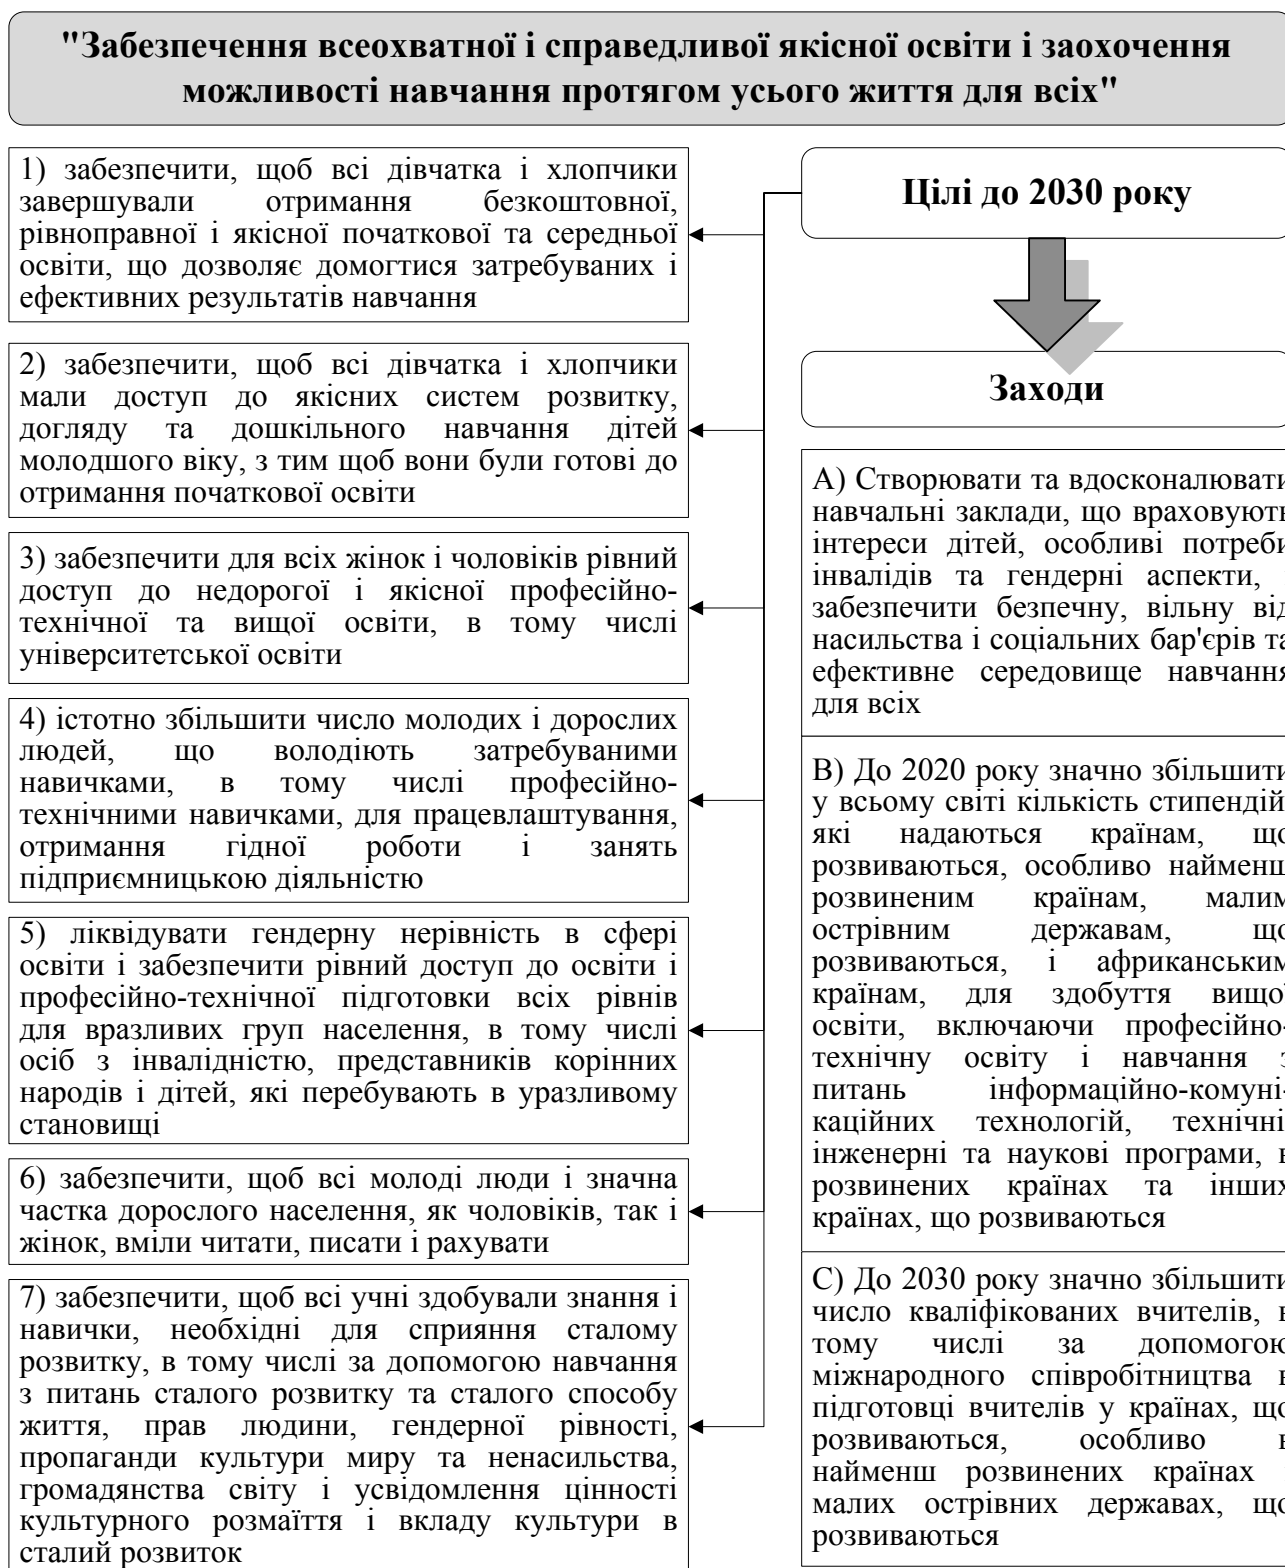 "Забезпечення всеохватної і справедливої якісної освіти і заохочення
можливості навчання протягом усього життя для всіх"
1) забезпечити, щоб всі дівчатка і хлопчики
завершували отримання безкоштовної,
рівноправної і якісної початкової та середньої
освіти, що дозволяє домогтися затребуваних і
ефективних результатів навчання
2) забезпечити, щоб всі дівчатка і хлопчики
мали доступ до якісних систем розвитку,
догляду та дошкільного навчання дітей
молодшого віку, з тим щоб вони були готові до
отримання початкової освіти
3) забезпечити для всіх жінок і чоловіків рівний
доступ до недорогої і якісної професійно-
технічної та вищої освіти, в тому числі
університетської освіти
4) істотно збільшити число молодих і дорослих
людей, що володіють затребуваними
навичками, в тому числі професійно-
технічними навичками, для працевлаштування,
отримання гідної роботи і занять
підприємницькою діяльністю
5) ліквідувати гендерну нерівність в сфері
освіти і забезпечити рівний доступ до освіти і
професійно-технічної підготовки всіх рівнів
для вразливих груп населення, в тому числі
осіб з інвалідністю, представників корінних
народів і дітей, які перебувають в уразливому
становищі
6) забезпечити, щоб всі молоді люди і значна
частка дорослого населення, як чоловіків, так і
жінок, вміли читати, писати і рахувати
7) забезпечити, щоб всі учні здобували знання і
навички, необхідні для сприяння сталому
розвитку, в тому числі за допомогою навчання
з питань сталого розвитку та сталого способу
життя, прав людини, гендерної рівності,
пропаганди культури миру та ненасильства,
громадянства світу і усвідомлення цінності
культурного розмаїття і вкладу культури в
сталий розвиток
Цілі до 2030 року
Заходи
А) Створювати та вдосконалювати
навчальні заклади, що враховують
інтереси дітей, особливі потреби
інвалідів та гендерні аспекти,
забезпечити безпечну, вільну від
насильства і соціальних бар'єрів та
ефективне середовище навчання
для всіх
В) До 2020 року значно збільшити
у всьому світі кількість стипендій
які надаються країнам, що
розвиваються, особливо найменш
розвиненим країнам, малим
острівним державам, що
розвиваються, і африканським
країнам, для здобуття вищої
освіти, включаючи професійно-
технічну освіту і навчання з
питань інформаційно-комуні-
каційних технологій, технічні
інженерні та наукові програми, в
розвинених країнах та інших
країнах, що розвиваються
С) До 2030 року значно збільшити
число кваліфікованих вчителів, в
тому числі за допомогою
міжнародного співробітництва в
підготовці вчителів у країнах, що
розвиваються, особливо в
найменш розвинених країнах
малих острівних державах, що
розвиваються